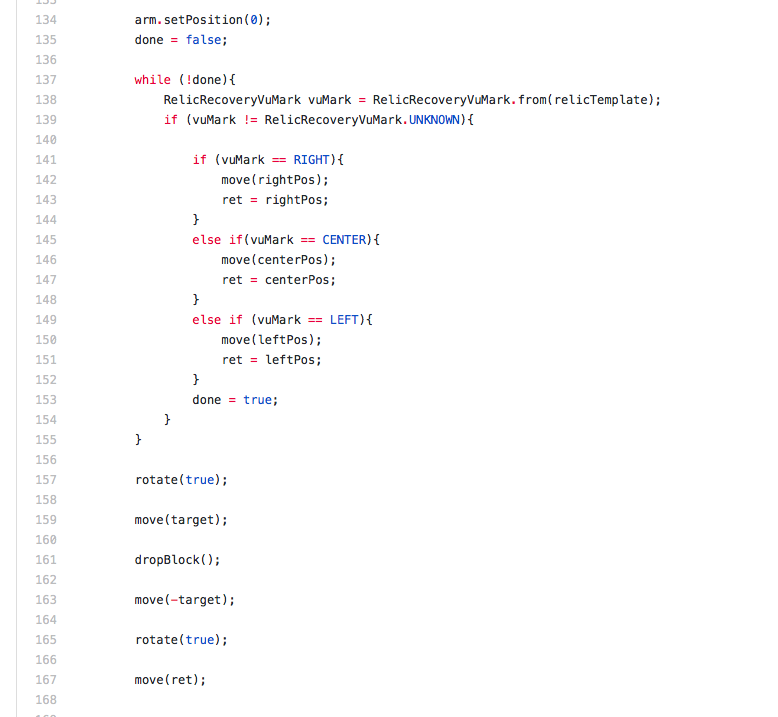 134 arm.setPosition(0);
135 done = false;
136
137 while (!done){
138 RelicRecoveryVuMark vuMark = RelicRecoveryVuMark.from(relicTemplate);
139 if (vuMark != RelicRecoveryVuMark.UNKNOWN){
140
141 if (vuMark == RIGHT){
142 move(rightPos);
143 ret = rightPos;
144 }
145 else if(vuMark == CENTER){
146 move(centerPos);
147 ret = centerPos;
148 }
149 else if (vuMark == LEFT){
150 move(leftPos);
151 ret = leftPos;
152 }
153 done = true;
154 }
155 }
156
157 rotate(true);
158
159 move(target);
160
161 dropBlock();
162
163 move(-target);
164
165 rotate(true);
166
167 move(ret);
168